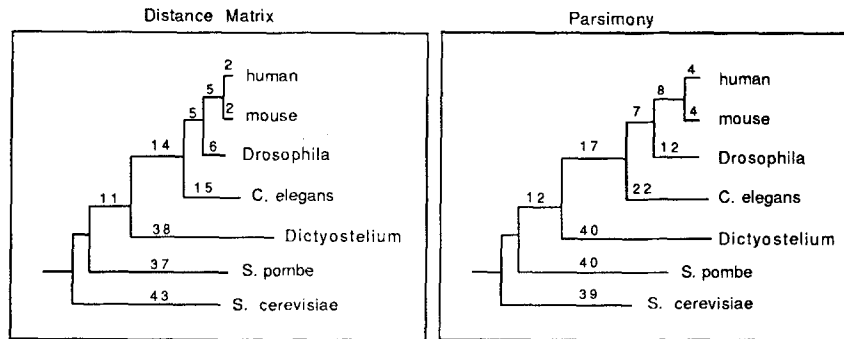 Distance Matrix
2
human
5
2
mouse
5
6
Drosophila
14
15
C. elegans
11
38
Dictyostelium
37
S. pombe
43
S. cerevisiae
Parsimony
4
human
8
4
mouse
7
12
Drosophila
17
22
C. elegans
12
40
Dictyostelium
40
S. pombe
39
S. cerevisiae